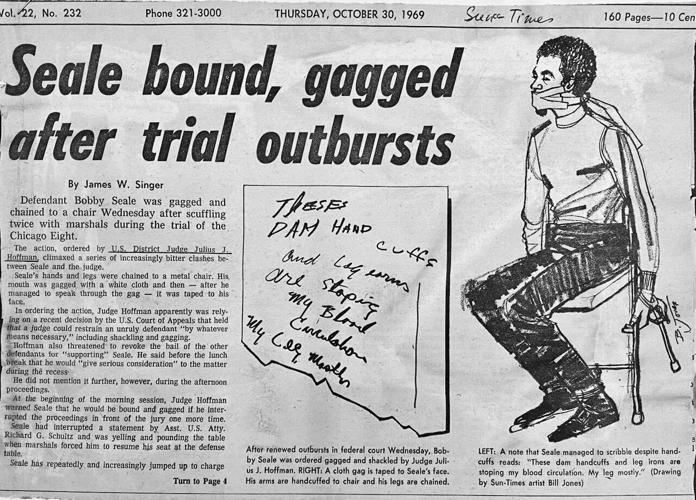 Vol. 22, No. 232
Phone 321-3000
THURSDAY, OCTOBER 30, 1969
Sun Times
160 Pages—10 Cen
Seale bound, gagged
after trial outbursts
By James W. Singer
Defendant Bobby Seale was gagged and
chained to a chair Wednesday after scuffling
twice with marshals during the trial of the
Chicago Eight.
The action, ordered by U.S. District Judge Julius J.
Hoffman, climaxed a series of increasingly bitter clashes be-
tween Seale and the judge.
Seale's hands and legs were chained to a metal chair. His
mouth was gagged with a white cloth and then — after he
managed to speak through the gag — it was taped to his
face.
In ordering the action, Judge Hoffman apparently was rely-
ing on a recent decision by the U.S. Court of Appeals that held
that a judge could restrain an unruly defendant "by whatever
means necessary," including shackling and gagging.
Hoffman also threatened to revoke the bail of the other
defendants for "supporting" Seale. He said before the lunch
break that he would "give serious consideration" to the matter
during the recess
He did not mention it further, however, during the afternoon
proceedings.
At the beginning of the morning session, Judge Hoffman
warned Seale that he would be bound and gagged if he inter-
rupted the proceedings in front of the jury one more time.
Seale had interrupted a statement by Asst. U.S. Atty.
Richard G. Schultz and was yelling and pounding the table
when marshals forced him to resume his seat at the defense
table.
Seale has repeatedly and increasingly jumped up to charge
Turn to Page 4
THESES
DAM HAND
CUFFS
and Leg irons
are stoping
my Blood
Circulation
My Leg Mostly
After renewed outbursts in federal court Wednesday, Bob-
by Seale was ordered gagged and shackled by Judge Juli-
us J. Hoffman. RIGHT: A cloth gag is taped to Seale's face.
His arms are handcuffed to chair and his legs are chained.
LEFT: A note that Seale managed to scribble despite hand-
cuffs reads: "These dam handcuffs and leg irons are
stoping my blood circulation. My leg mostly." (Drawing
by Sun-Times artist Bill Jones)